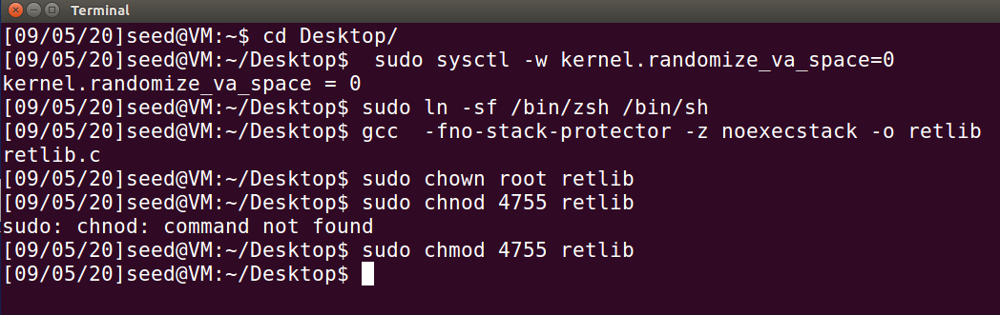 Terminal
[09/05/20]seed@VM:~$ cd Desktop/
[09/05/20]seed@VM:~/Desktop$  sudo sysctl -w kernel.randomize_va_space=0
kernel.randomize_va_space = 0
[09/05/20]seed@VM:~/Desktop$ sudo ln -sf /bin/zsh /bin/sh
[09/05/20]seed@VM:~/Desktop$ gcc  -fno-stack-protector -z noexecstack -o retlib
retlib.c
[09/05/20]seed@VM:~/Desktop$ sudo chown root retlib
[09/05/20]seed@VM:~/Desktop$ sudo chnod 4755 retlib
sudo: chnod: command not found
[09/05/20]seed@VM:~/Desktop$ sudo chmod 4755 retlib
[09/05/20]seed@VM:~/Desktop$